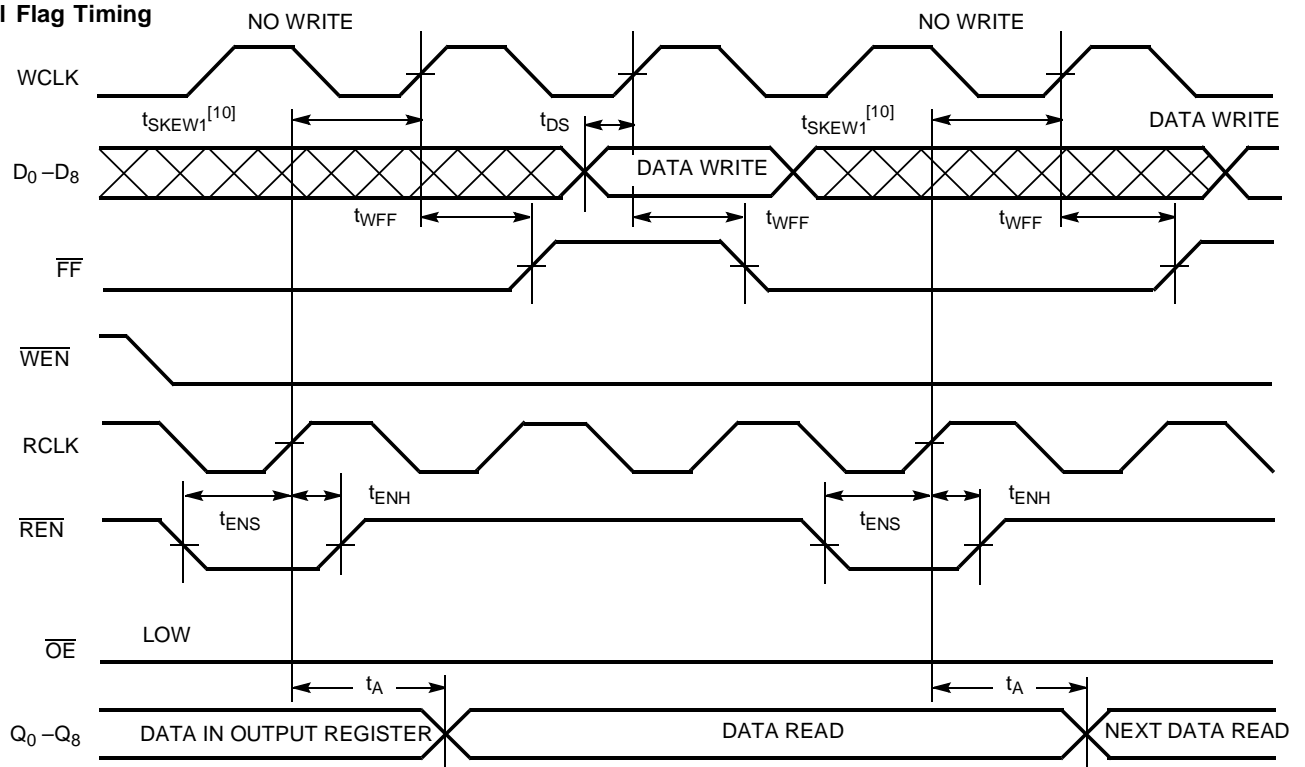 l Flag Timing
NO WRITE
NO WRITE
WCLK
tSKEW1[10]
tDS
tSKEW1[10]
DATA WRITE
D0 –D8
DATA WRITE
tWFF
tWFF
tWFF
FF
WEN
RCLK
tENH
tENH
tENS
tENS
REN
LOW
OE
tA
tA
Q0 –Q8
DATA IN OUTPUT REGISTER
DATA READ
NEXT DATA READ